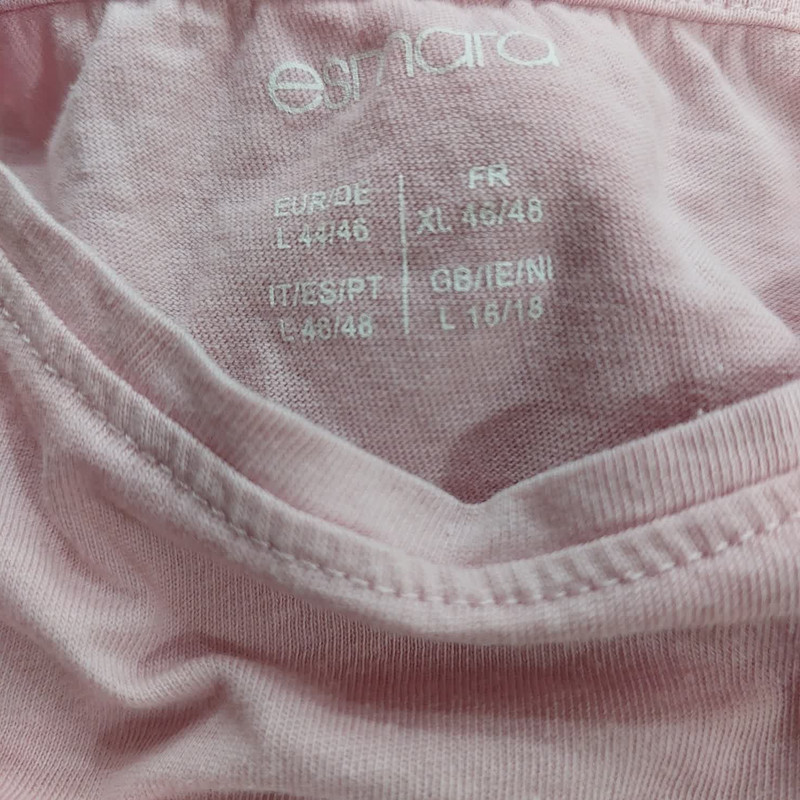 esmara
EUR/DE
L 44/46
FR
XL 46/48
IT/ES/PT
L 48/48
GB/IE/NI
L 16/18